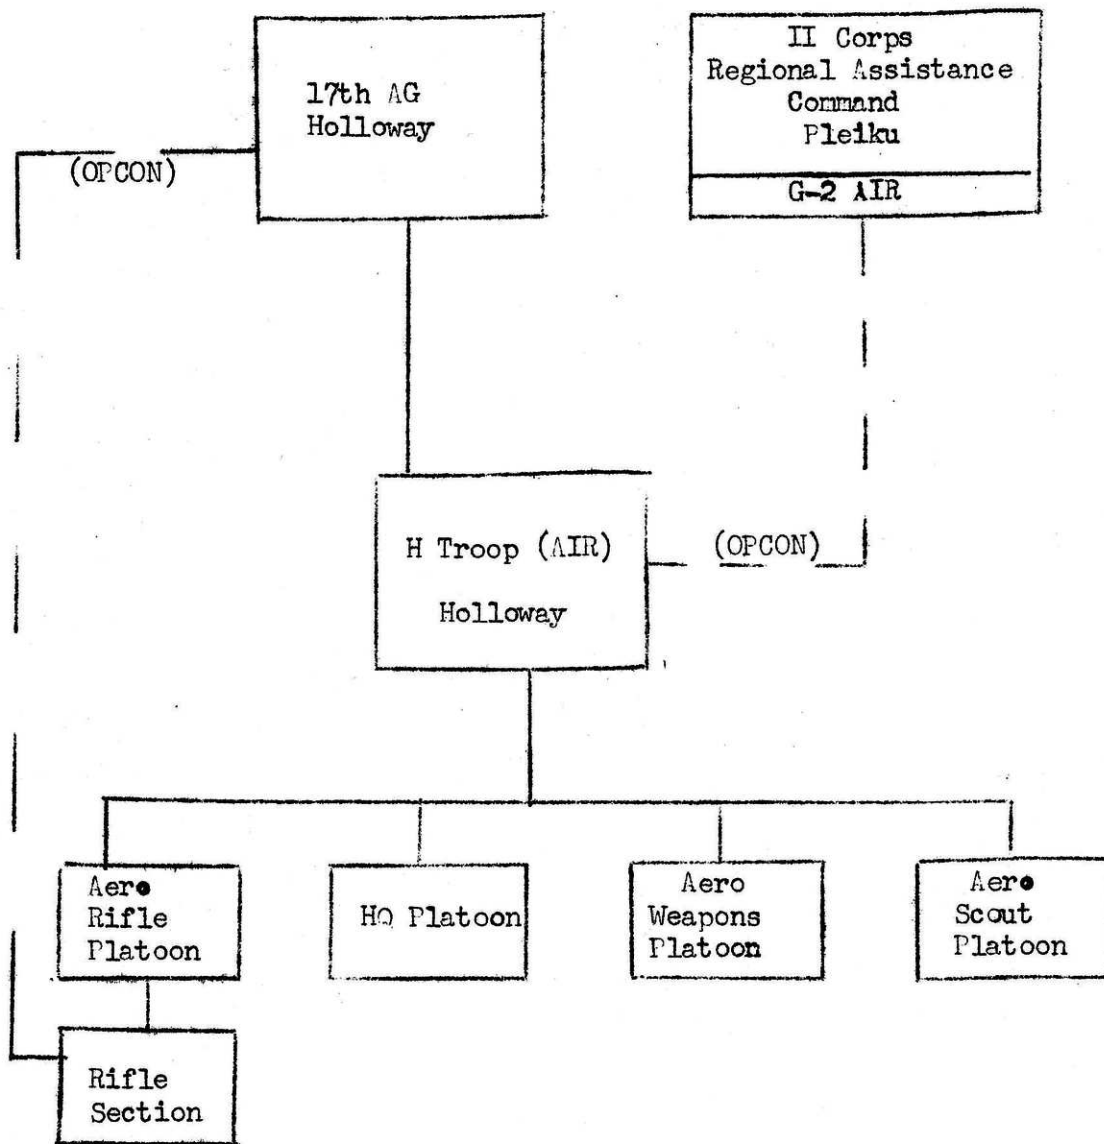 17th AG
Holloway
II Corps
Regional Assistance
Command
Pleiku
G-2 AIR
(OPCON)
H Troop (AIR)
Holloway
(OPCON)
Aero
Rifle
Platoon
HQ Platoon
Aero
Weapons
Platoon
Aero
Scout
Platoon
Rifle
Section